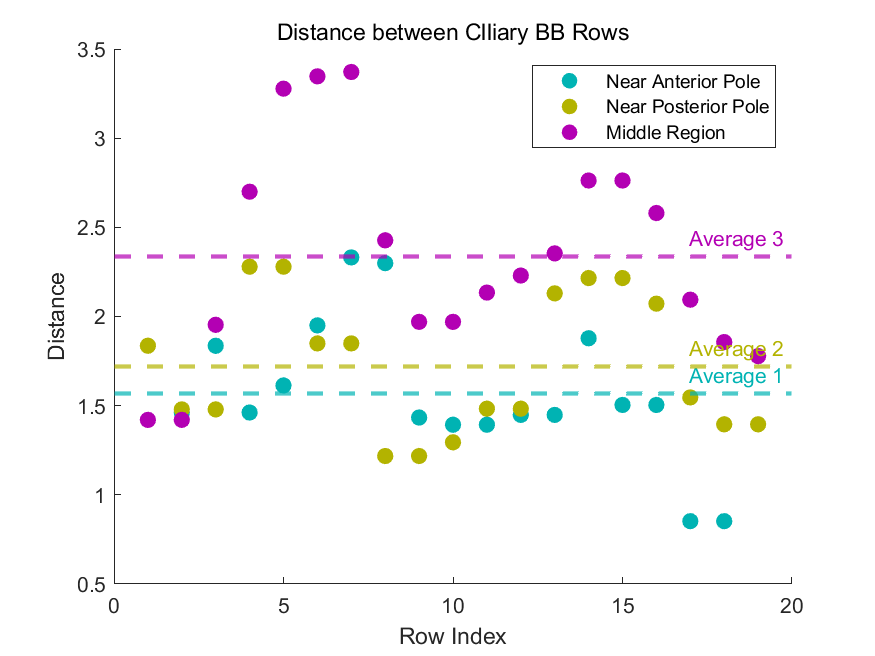 Distance between CIliary BB Rows
3.5
3
2.5
2
1.5
1
0.5
0
5
10
15
20
Distance
Row Index
Near Anterior Pole
Near Posterior Pole
Middle Region
Average 3
Average 2
Average 1